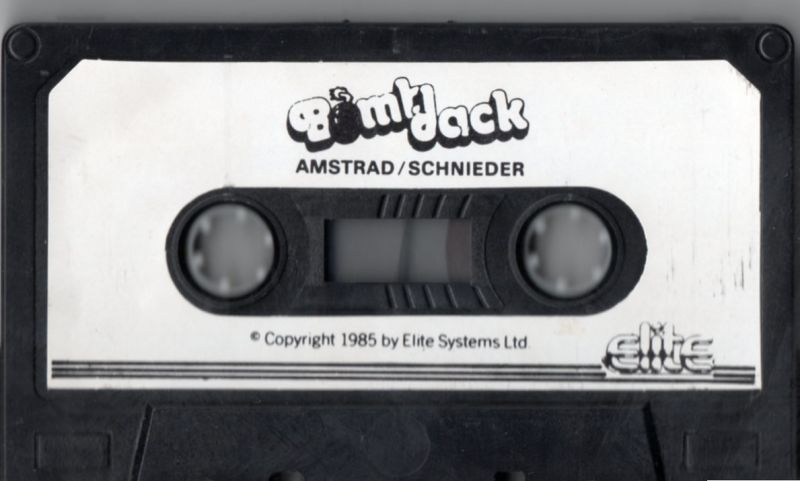 Bomb Jack
AMSTRAD/SCHNIEDER
© Copyright 1985 by Elite Systems Ltd
elite